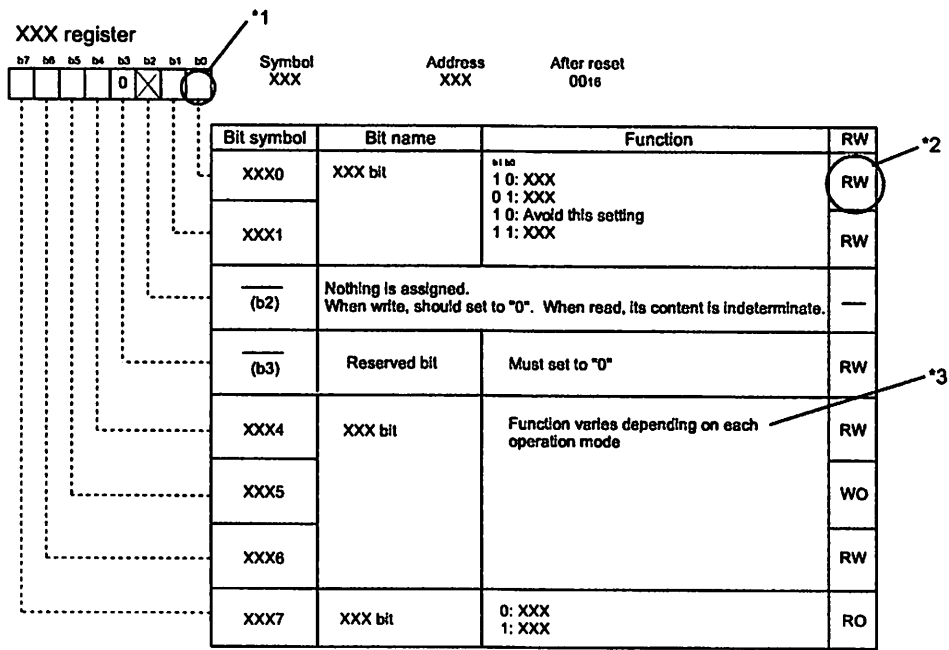 *1
XXX register
b7 b6 b5 b4 b3 b2 b1 b0
0
Symbol Address After reset
XXX XXX 0016
Bit symbol Bit name Function RW
*2
XXX0 XXX bit
b1 b0
1 0: XXX
0 1: XXX
1 0: Avoid this setting
1 1: XXX
RW
XXX1 RW
(b2)
Nothing is assigned.
When write, should set to "0". When read, its content is indeterminate.
—
(b3) Reserved bit Must set to "0" RW
*3
XXX4 XXX bit
Function varies depending on each
operation mode
RW
XXX5 WO
XXX6 RW
XXX7 XXX bit
0: XXX
1: XXX
RO